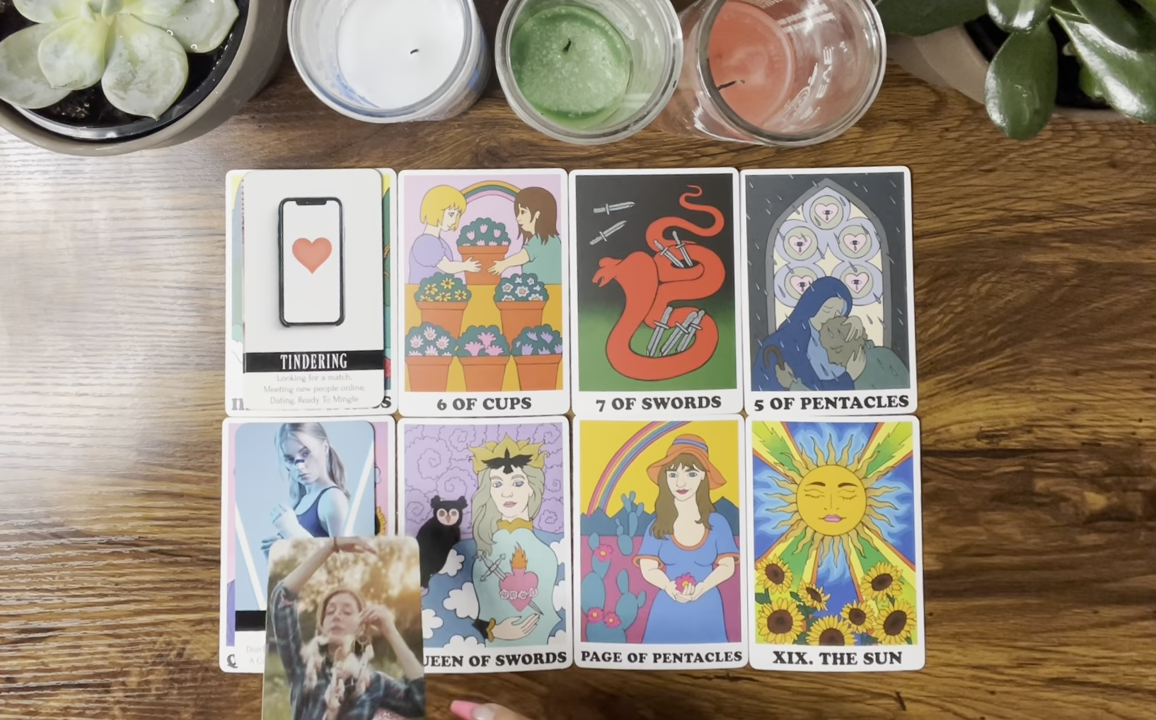 TINDERING
Looking for a match,
Meeting new people online,
Dating, Ready To Mingle
6 OF CUPS
7 OF SWORDS
5 OF PENTACLES
QUEEN OF SWORDS
PAGE OF PENTACLES
XIX. THE SUN